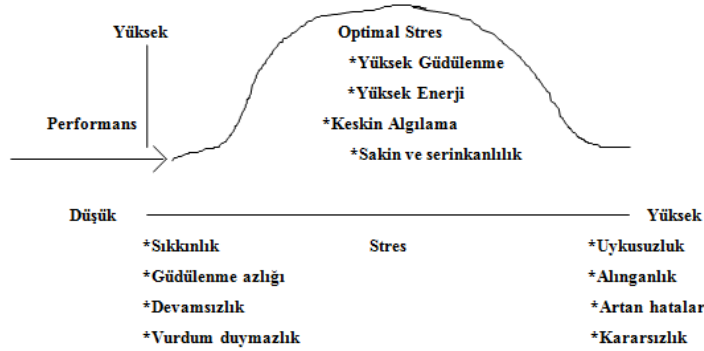 Yüksek
Optimal Stres
*Yüksek Güdülenme
*Yüksek Enerji
Performans
*Keskin Algılama
*Sakin ve serinkanlılık
Düşük
Yüksek
*Sıkkınlık
Stres
*Uykusuzluk
*Güdülenme azlığı
*Alınganlık
*Devamsızlık
*Artan hatalar
*Vurdum duymazlık
*Kararsızlık